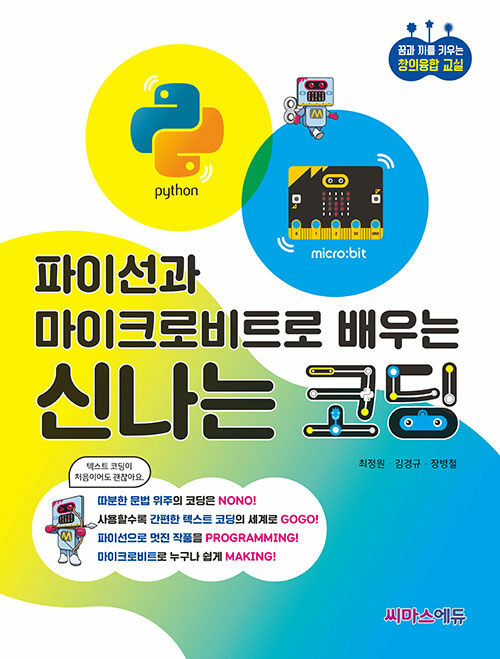 꿈과 끼를 키우는
창의융합 교실
python
M
micro:bit
파이선과
마이크로비트로 배우는
신나는 코딩
최정원 · 김경규 · 장병철
텍스트 코딩이
처음이어도 괜찮아요.
따분한 문법 위주의 코딩은 NONO!
사용할수록 간편한 텍스트 코딩의 세계로 GOGO!
파이선으로 멋진 작품을 PROGRAMMING!
마이크로비트로 누구나 쉽게 MAKING!
M
씨마스에듀